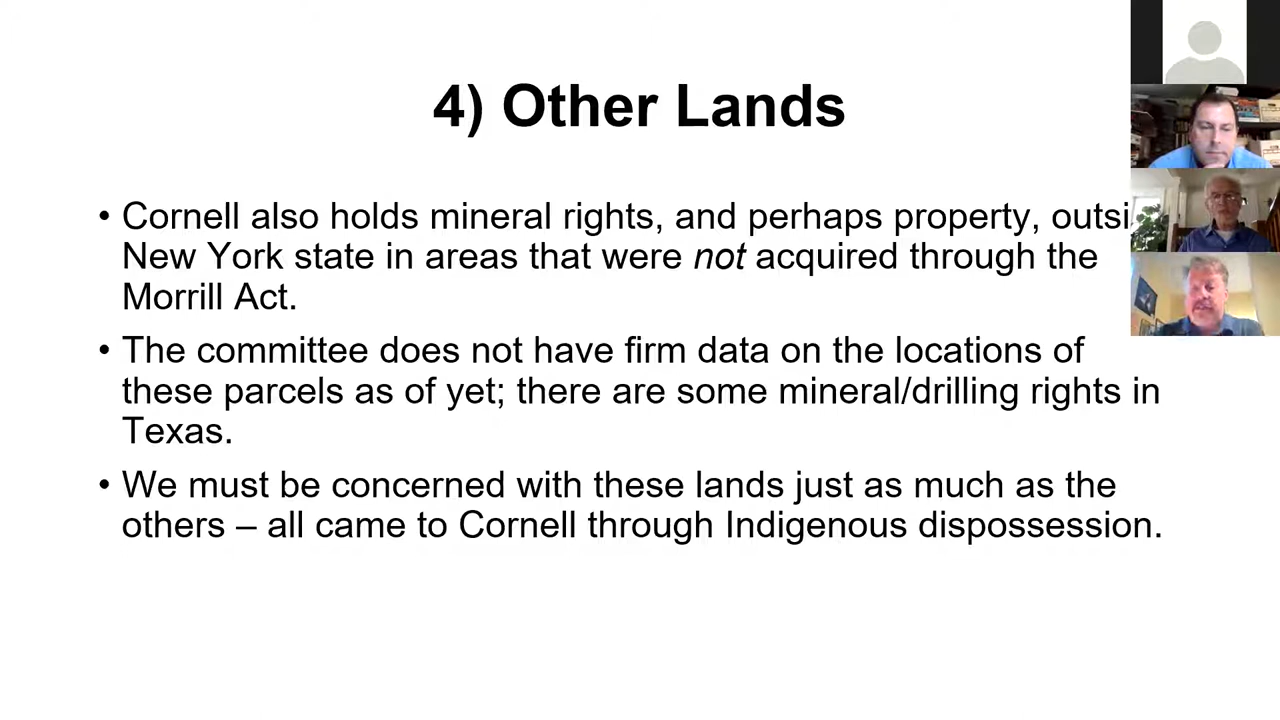 4) Other Lands
• Cornell also holds mineral rights, and perhaps property, outsi
New York state in areas that were not acquired through the
Morrill Act.
• The committee does not have firm data on the locations of
these parcels as of yet; there are some mineral/drilling rights in
Texas.
• We must be concerned with these lands just as much as the
others – all came to Cornell through Indigenous dispossession.